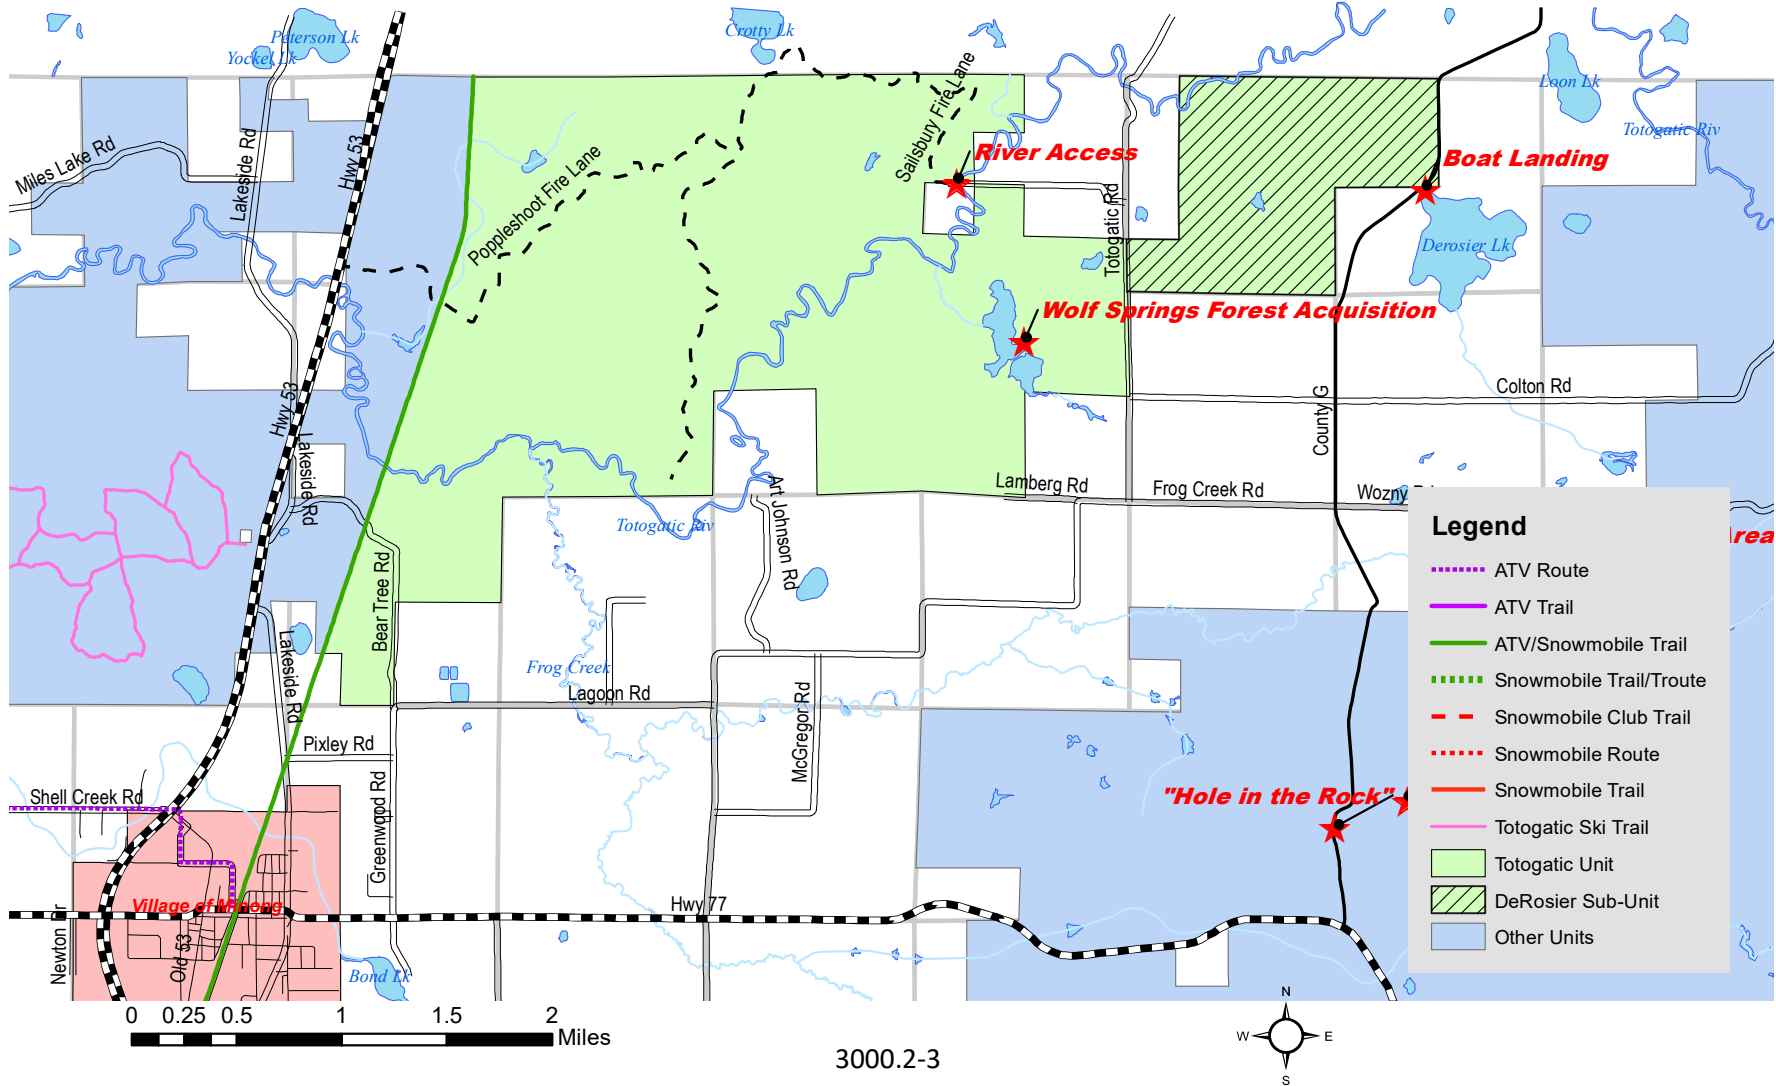 Peterson Lk
Yockel Lk
Crotty Lk
Loon Lk
Totogatic Riv
Miles Lake Rd
Lakeside Rd
Hwy 53
Poppleshoot Fire Lane
Sailsbury Fire Lane
River Access
Boat Landing
Totogatic Rd
Derosier Lk
Wolf Springs Forest Acquisition
Hwy 53
County G
Colton Rd
Lakeside Rd
Lamberg Rd
Frog Creek Rd
Totogatic Riv
Art Johnson Rd
Bear Tree Rd
Lakeside Rd
Frog Creek
Lagoon Rd
McGregor Rd
Pixley Rd
Shell Creek Rd
Greenwood Rd
"Hole in the Rock"
Village of Minong
Hwy 77
Newton Dr
Old 53
Bond Lk
Legend
ATV Route
ATV Trail
ATV/Snowmobile Trail
Snowmobile Trail/Troute
Snowmobile Club Trail
Snowmobile Route
Snowmobile Trail
Totogatic Ski Trail
Totogatic Unit
DeRosier Sub-Unit
Other Units
0 0.25 0.5 1 1.5 2
Miles
3000.2-3
N
W E
S